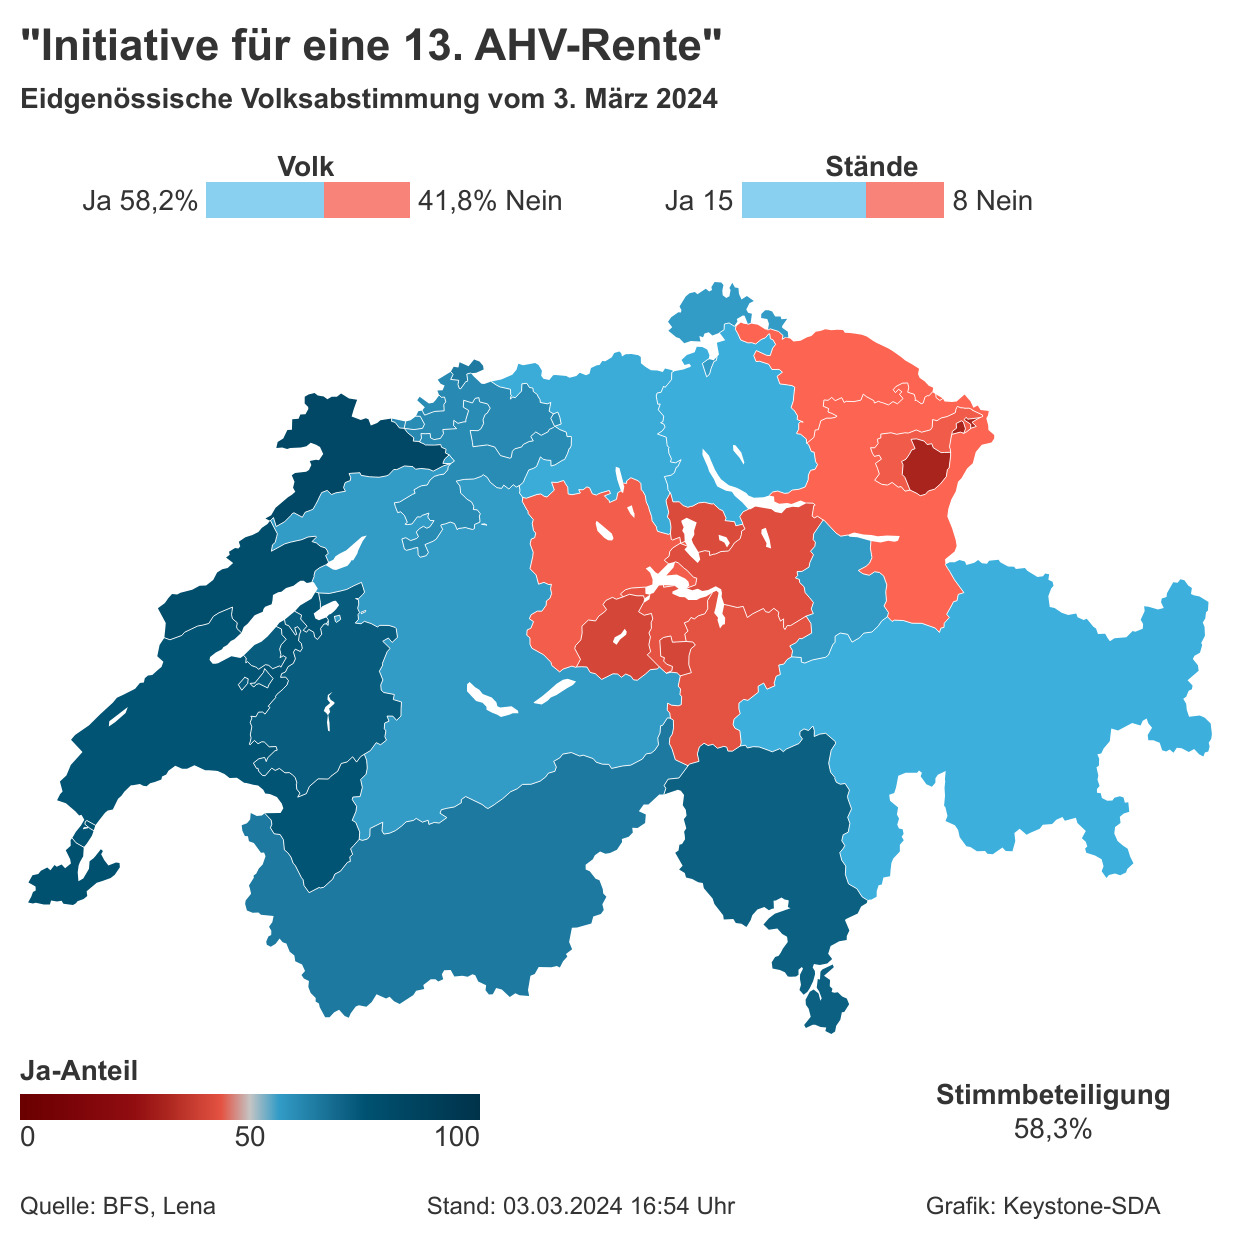 "Initiative für eine 13. AHV-Rente"
Eidgenössische Volksabstimmung vom 3. März 2024
Volk
Ja 58,2% 41,8% Nein
Stände
Ja 15 8 Nein
Ja-Anteil
0 50 100
Stimmbeteiligung
58,3%
Quelle: BFS, Lena
Stand: 03.03.2024 16:54 Uhr
Grafik: Keystone-SDA